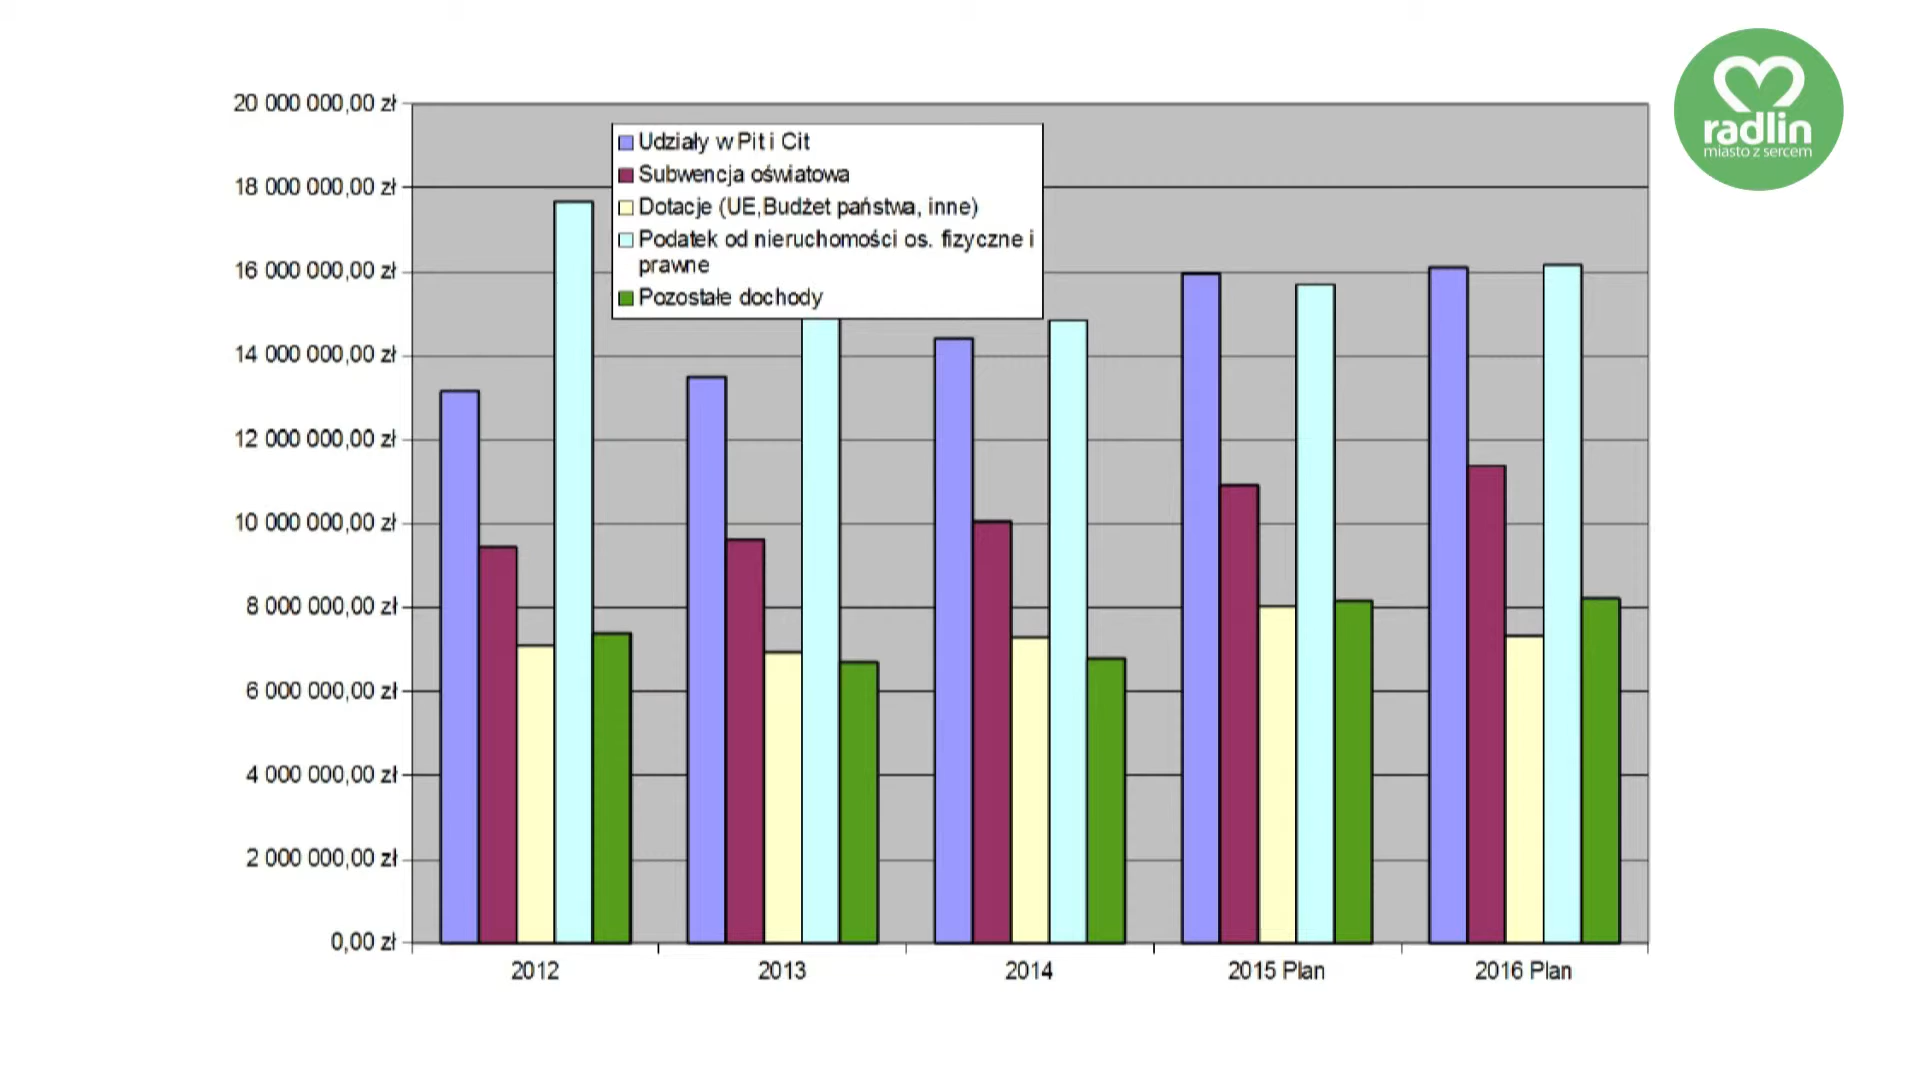 radlin
miasto z sercem
20 000 000,00 zł
18 000 000,00 zł
16 000 000,00 zł
14 000 000,00 zł
12 000 000,00 zł
10 000 000,00 zł
8 000 000,00 zł
6 000 000,00 zł
4 000 000,00 zł
2 000 000,00 zł
0,00 zł
Udziały w Pit i Cit
Subwencja oświatowa
Dotacje (UE,Budżet państwa, inne)
Podatek od nieruchomości os. fizyczne i
prawne
Pozostałe dochody
2012
2013
2014
2015 Plan
2016 Plan